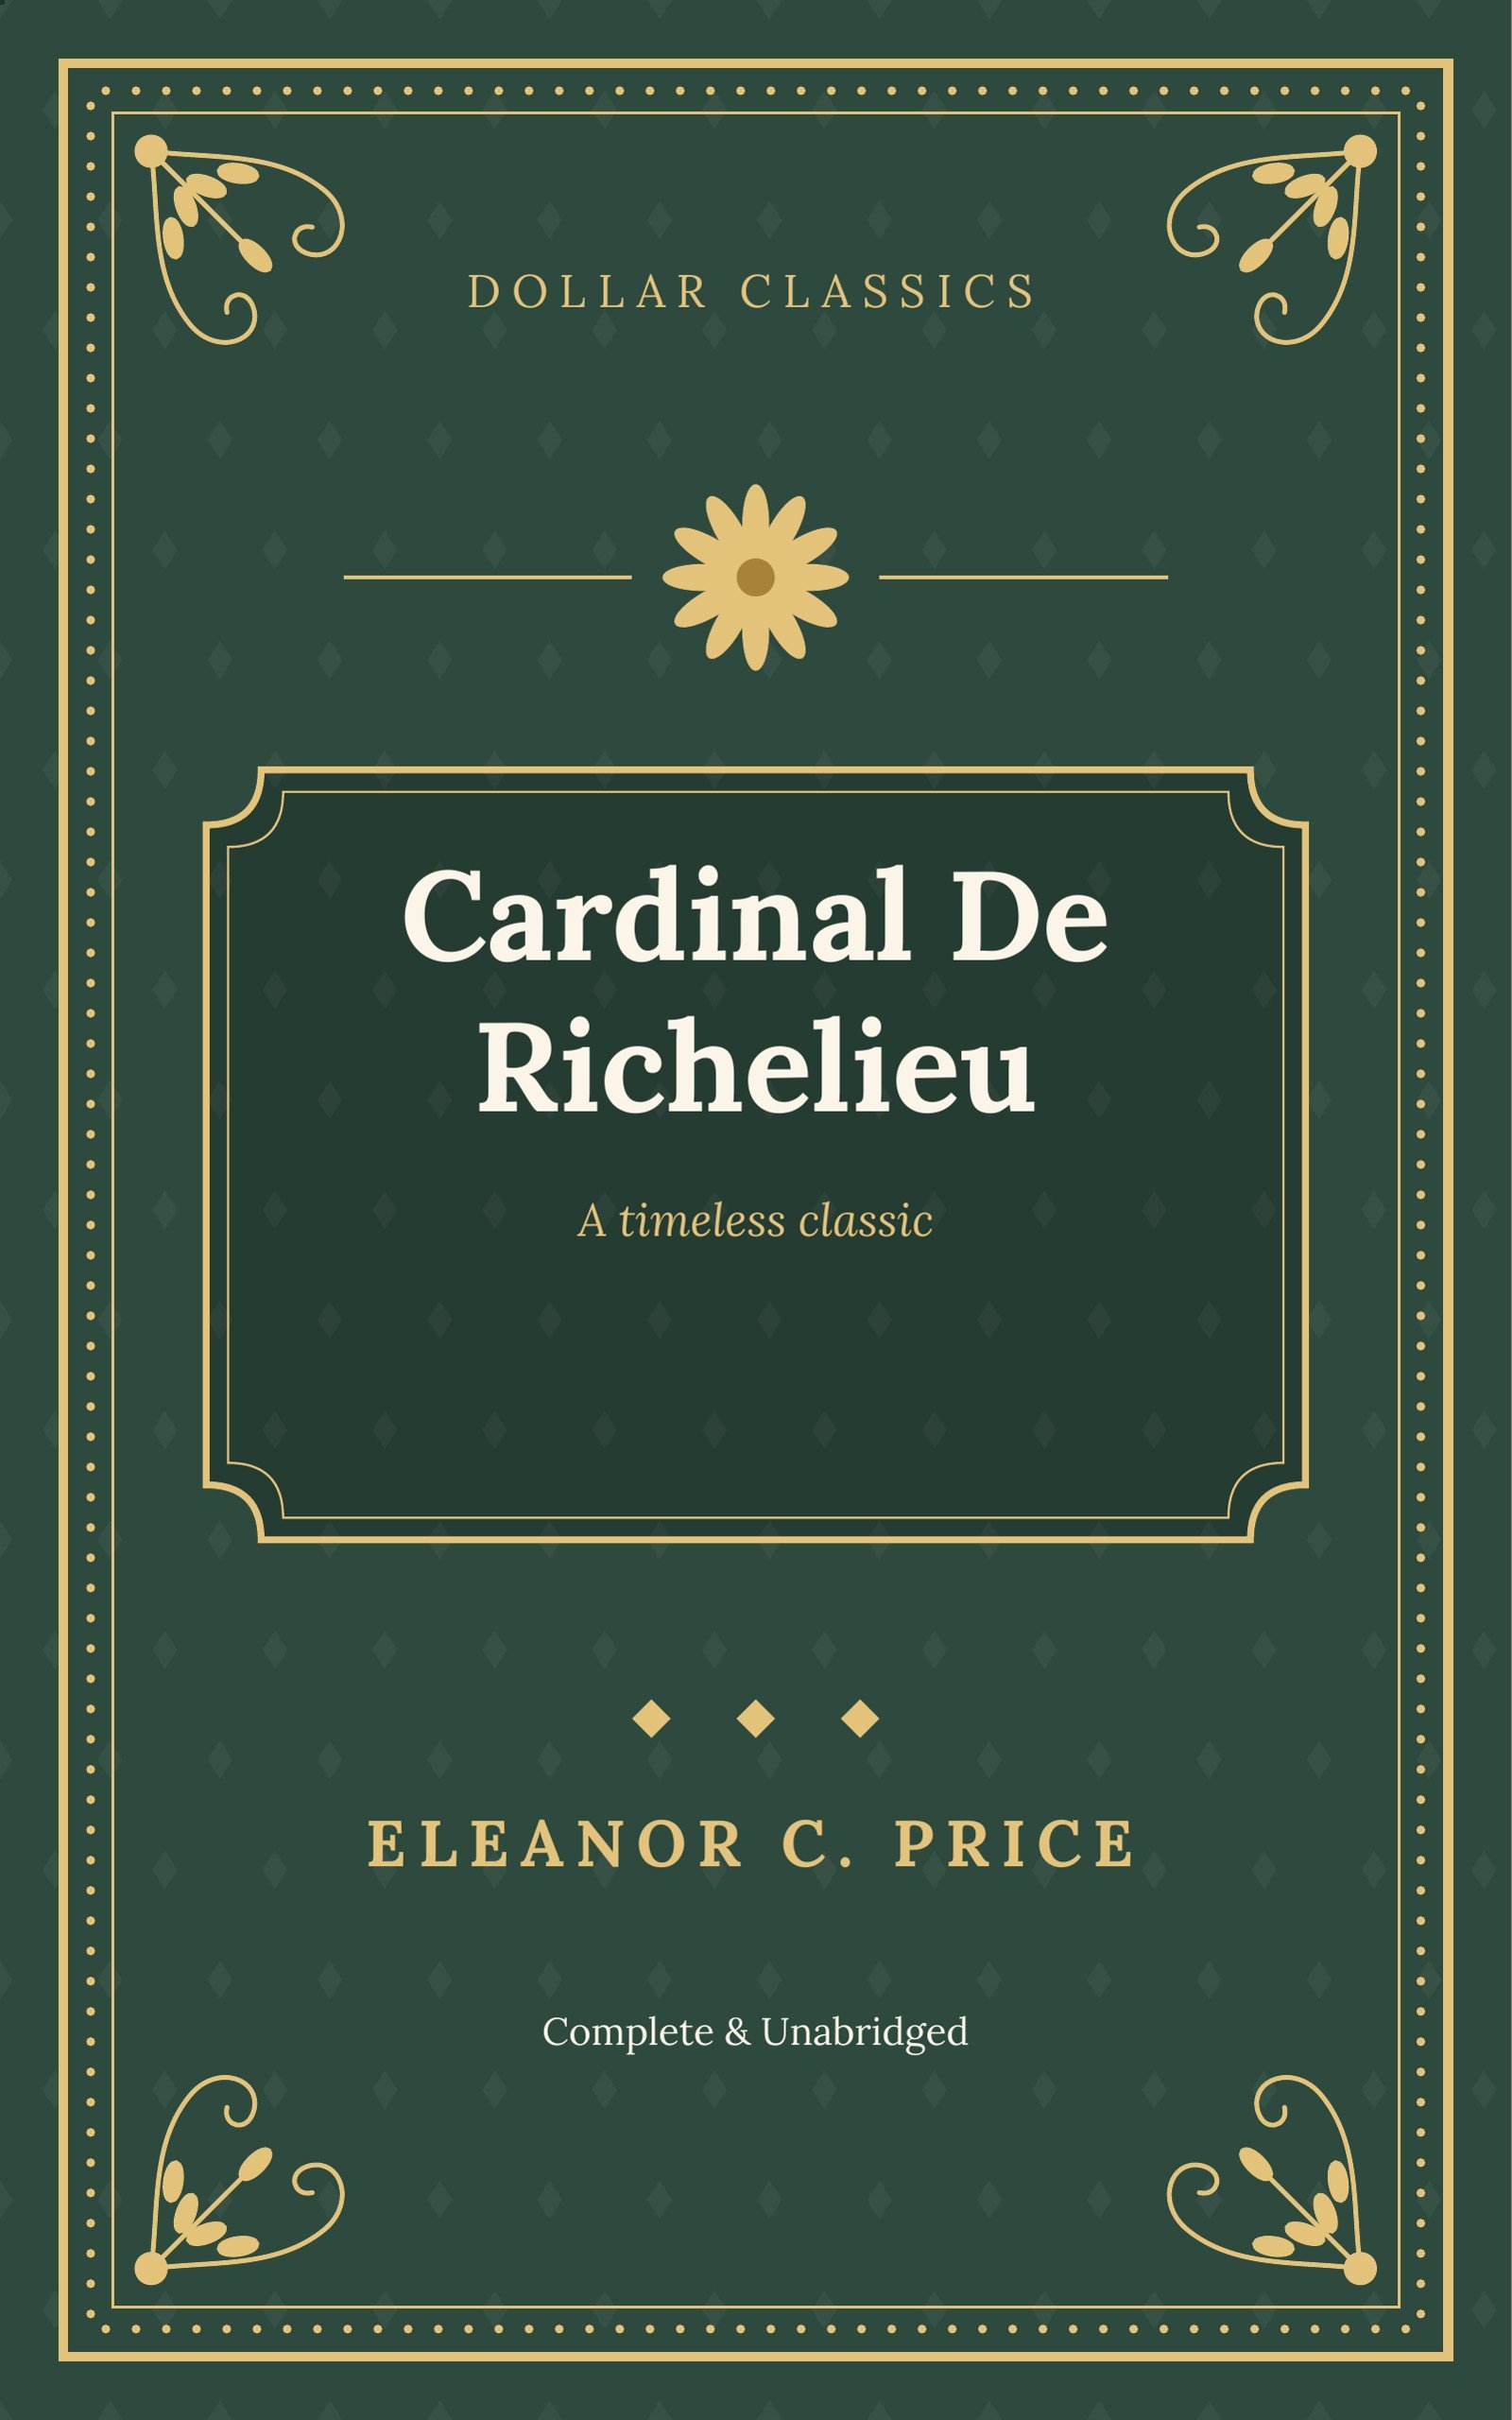 DOLLAR CLASSICS
Cardinal De
Richelieu
A timeless classic
ELEANOR C. PRICE
Complete & Unabridged